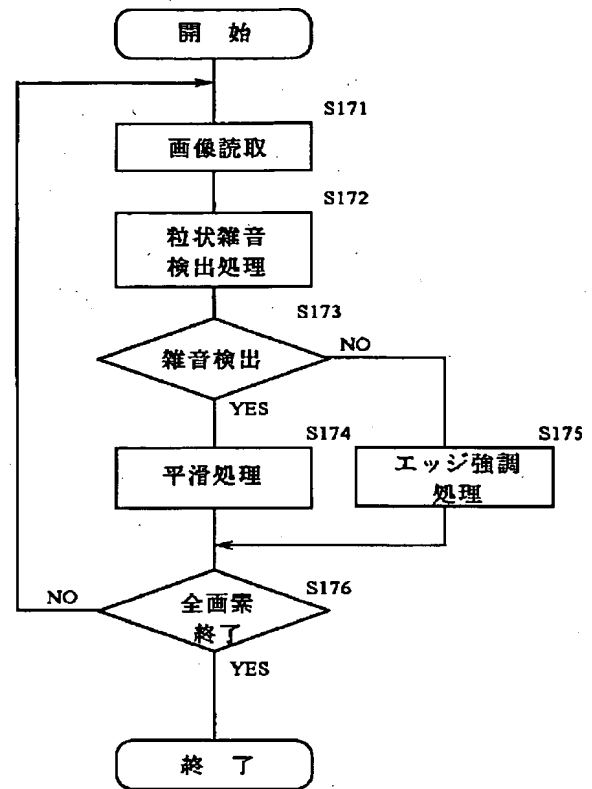 開 始
S171
画像読取
S172
粒状雑音
検出処理
S173
雑音検出
NO
YES
S174
平滑処理
S175
エッジ強調
処理
S176
全画素
終了
NO
YES
終 了